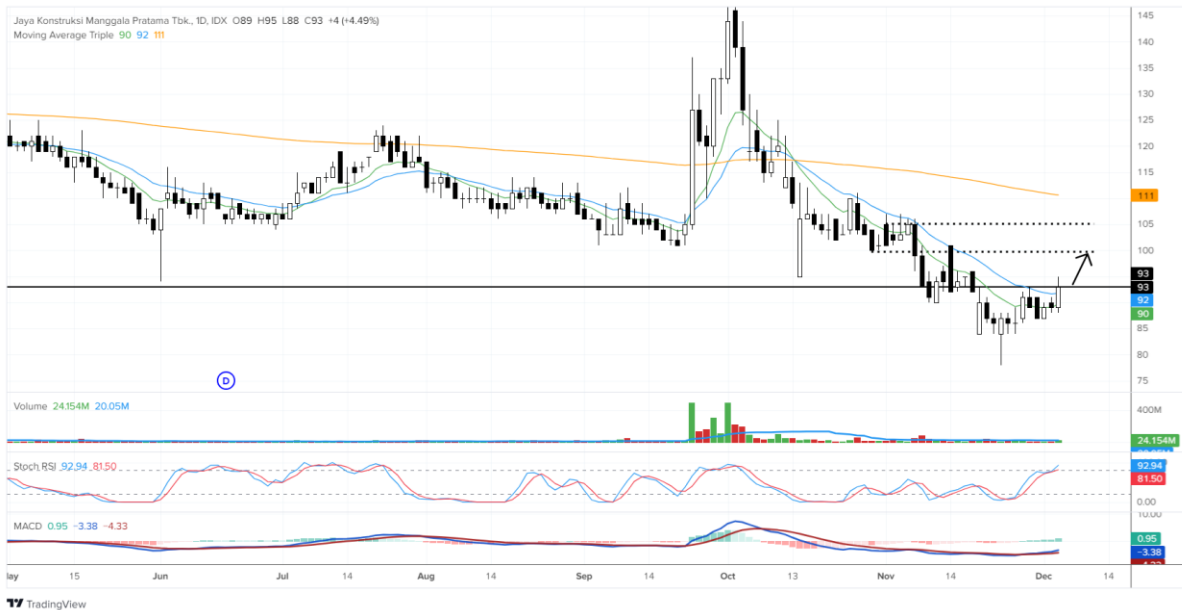 Jaya Konstruksi Manggala Pratama Tbk., 1D, IDX O89 H95 L88 C93 +4 (+4.49%)
Moving Average Triple 90 92 111
145
140
135
130
125
120
115
111
105
100
93
93
92
90
85
80
75
D
Volume 24.154M 20.05M
400M
24.154M
Stoch RSI 92.94 81.50
92.94
81.50
0.00
MACD 0.95 −3.38 −4.33
10.00
0.95
−3.38
lay 15 Jun Jul 14 Aug 14 Sep 14 Oct 13 Nov 14 Dec 14
TradingView